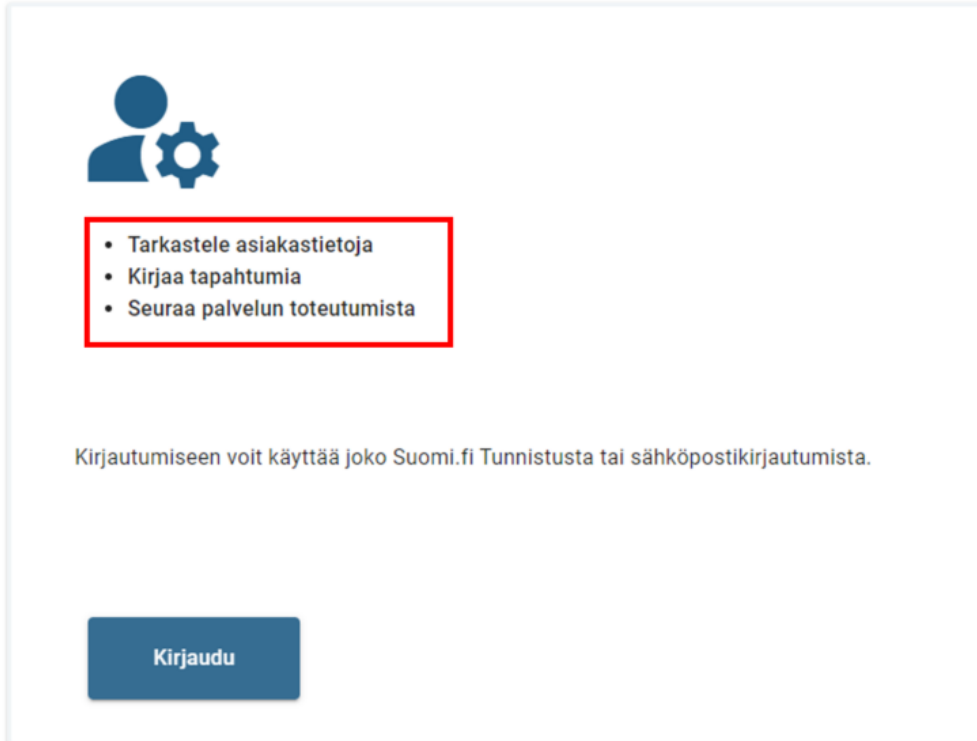 • Tarkastele asiakastietoja
• Kirjaa tapahtumia
• Seuraa palvelun toteutumista
Kirjautumiseen voit käyttää joko Suomi.fi Tunnistusta tai sähköpostikirjautumista.
Kirjaudu